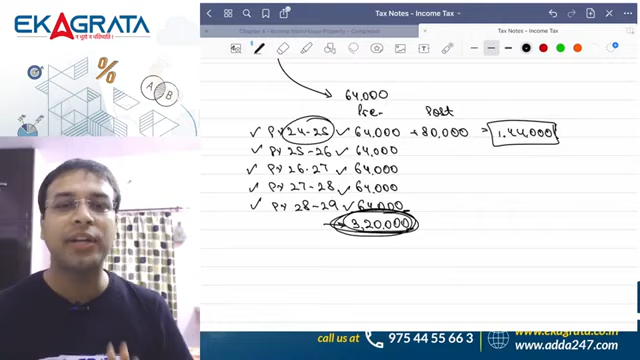 EKAGRATA
एक राष्ट्र एक प्रतिष्ठा
%
A
B
Tax Notes - Income Tax
Chapter 4 - Income from House Property - Completed
Tax Notes - Income Tax
64,000
Pre-
Post
✓ PY 24-25 ✓ 64,000 + 80,000 = 1,44,000
✓ PY 25-26 ✓ 64,000
✓ PY 26-27 ✓ 64,000
✓ PY 27-28 ✓ 64,000
✓ PY 28-29 ✓ 64,000
3,20,000
call us at
975 44 55 66 3
www.ekagrata.co.in
www.adda247.com